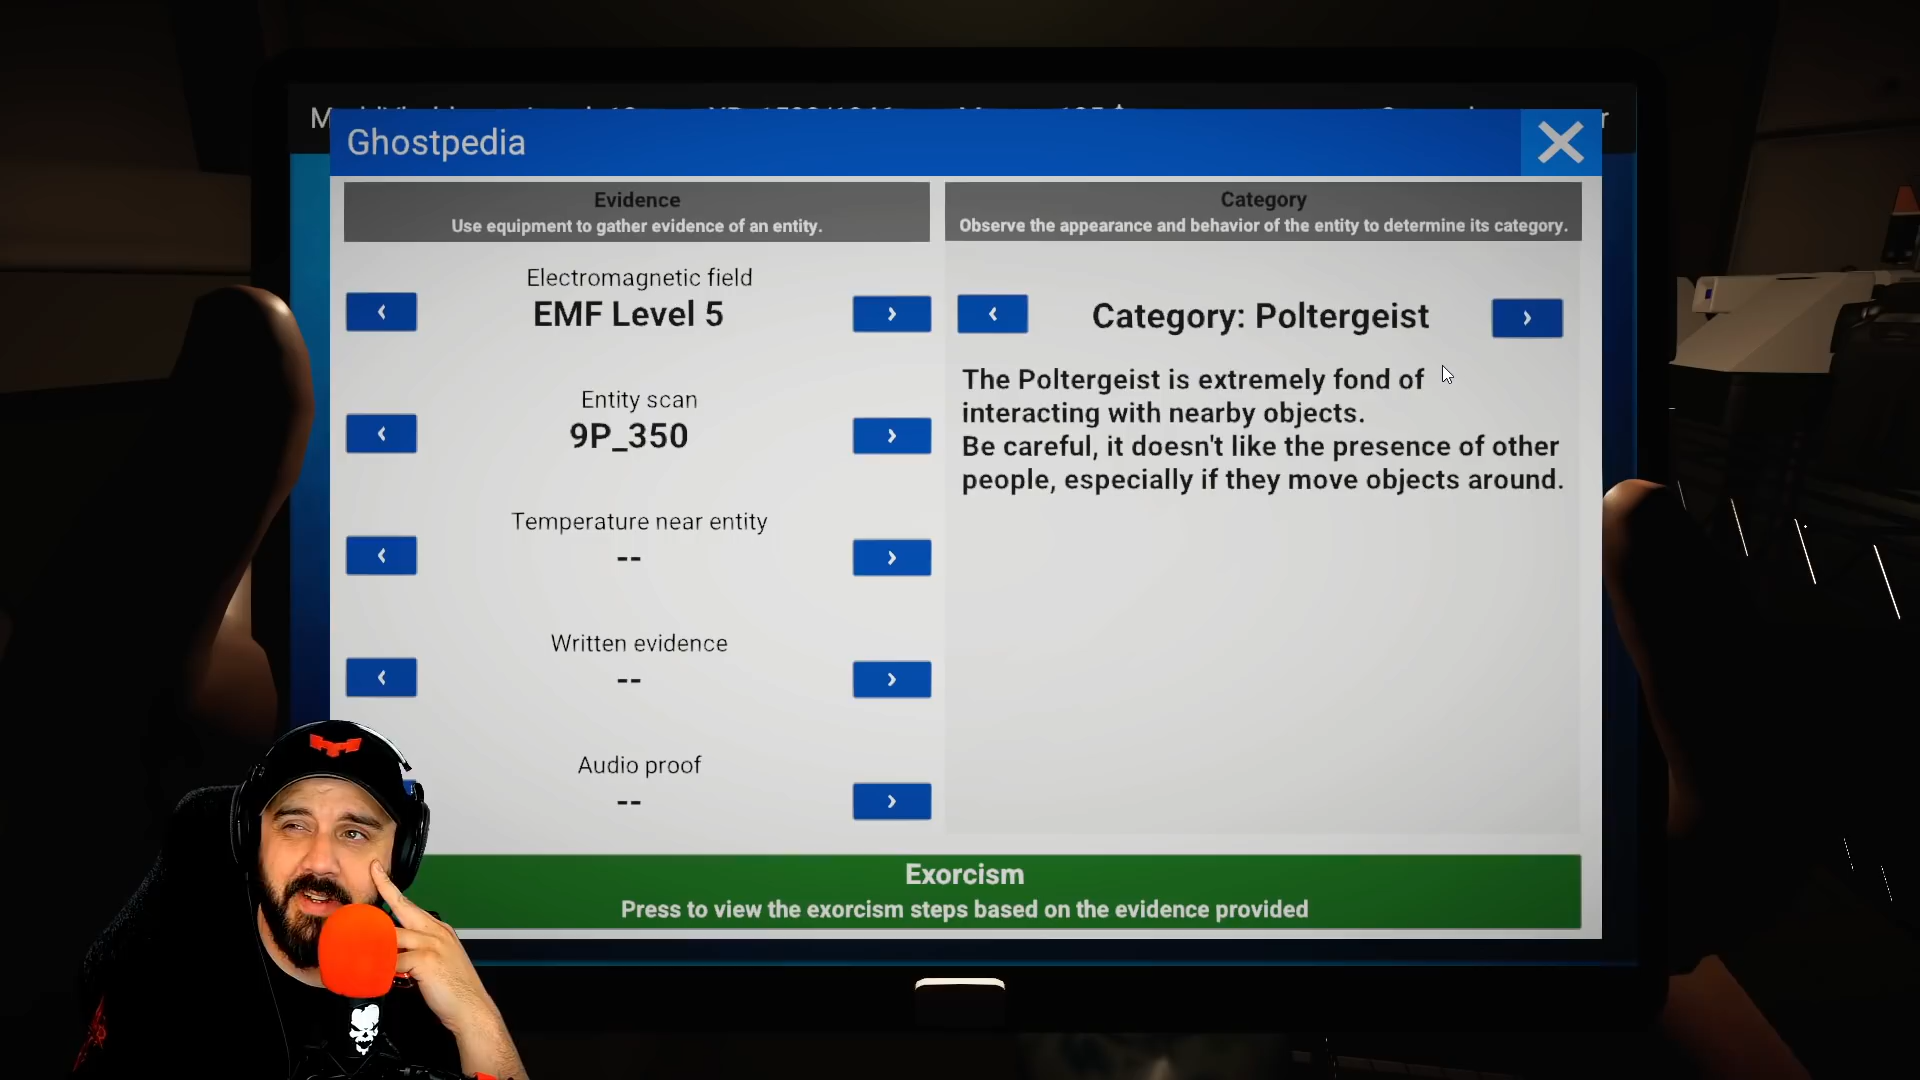 Ghostpedia
Evidence
Use equipment to gather evidence of an entity.
Electromagnetic field
EMF Level 5
Entity scan
9P_350
Temperature near entity
--
Written evidence
--
Audio proof
--
Category
Observe the appearance and behavior of the entity to determine its category.
Category: Poltergeist
The Poltergeist is extremely fond of
interacting with nearby objects.
Be careful, it doesn't like the presence of other
people, especially if they move objects around.
Exorcism
Press to view the exorcism steps based on the evidence provided